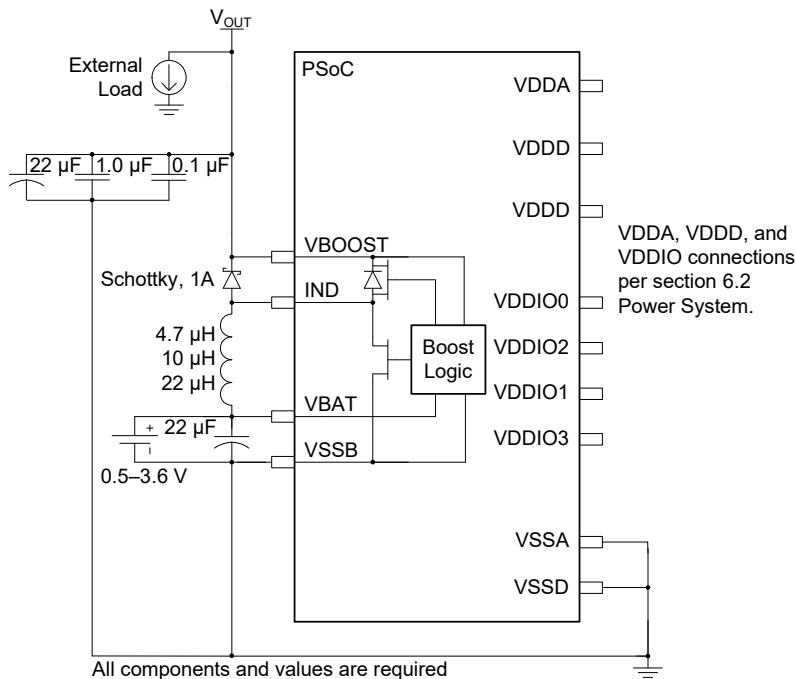 VOUT
External
Load
PSoC
VDDA
VDDD
VDDD
22 µF
1.0 µF
0.1 µF
VDDA, VDDD, and
VDDIO connections
per section 6.2
Power System.
VBOOST
Schottky, 1A
IND
VDDIO0
4.7 µH
10 µH
22 µH
Boost
Logic
VDDIO2
VDDIO1
VBAT
22 µF
+
-
VDDIO3
VSSB
0.5–3.6 V
VSSA
VSSD
All components and values are required